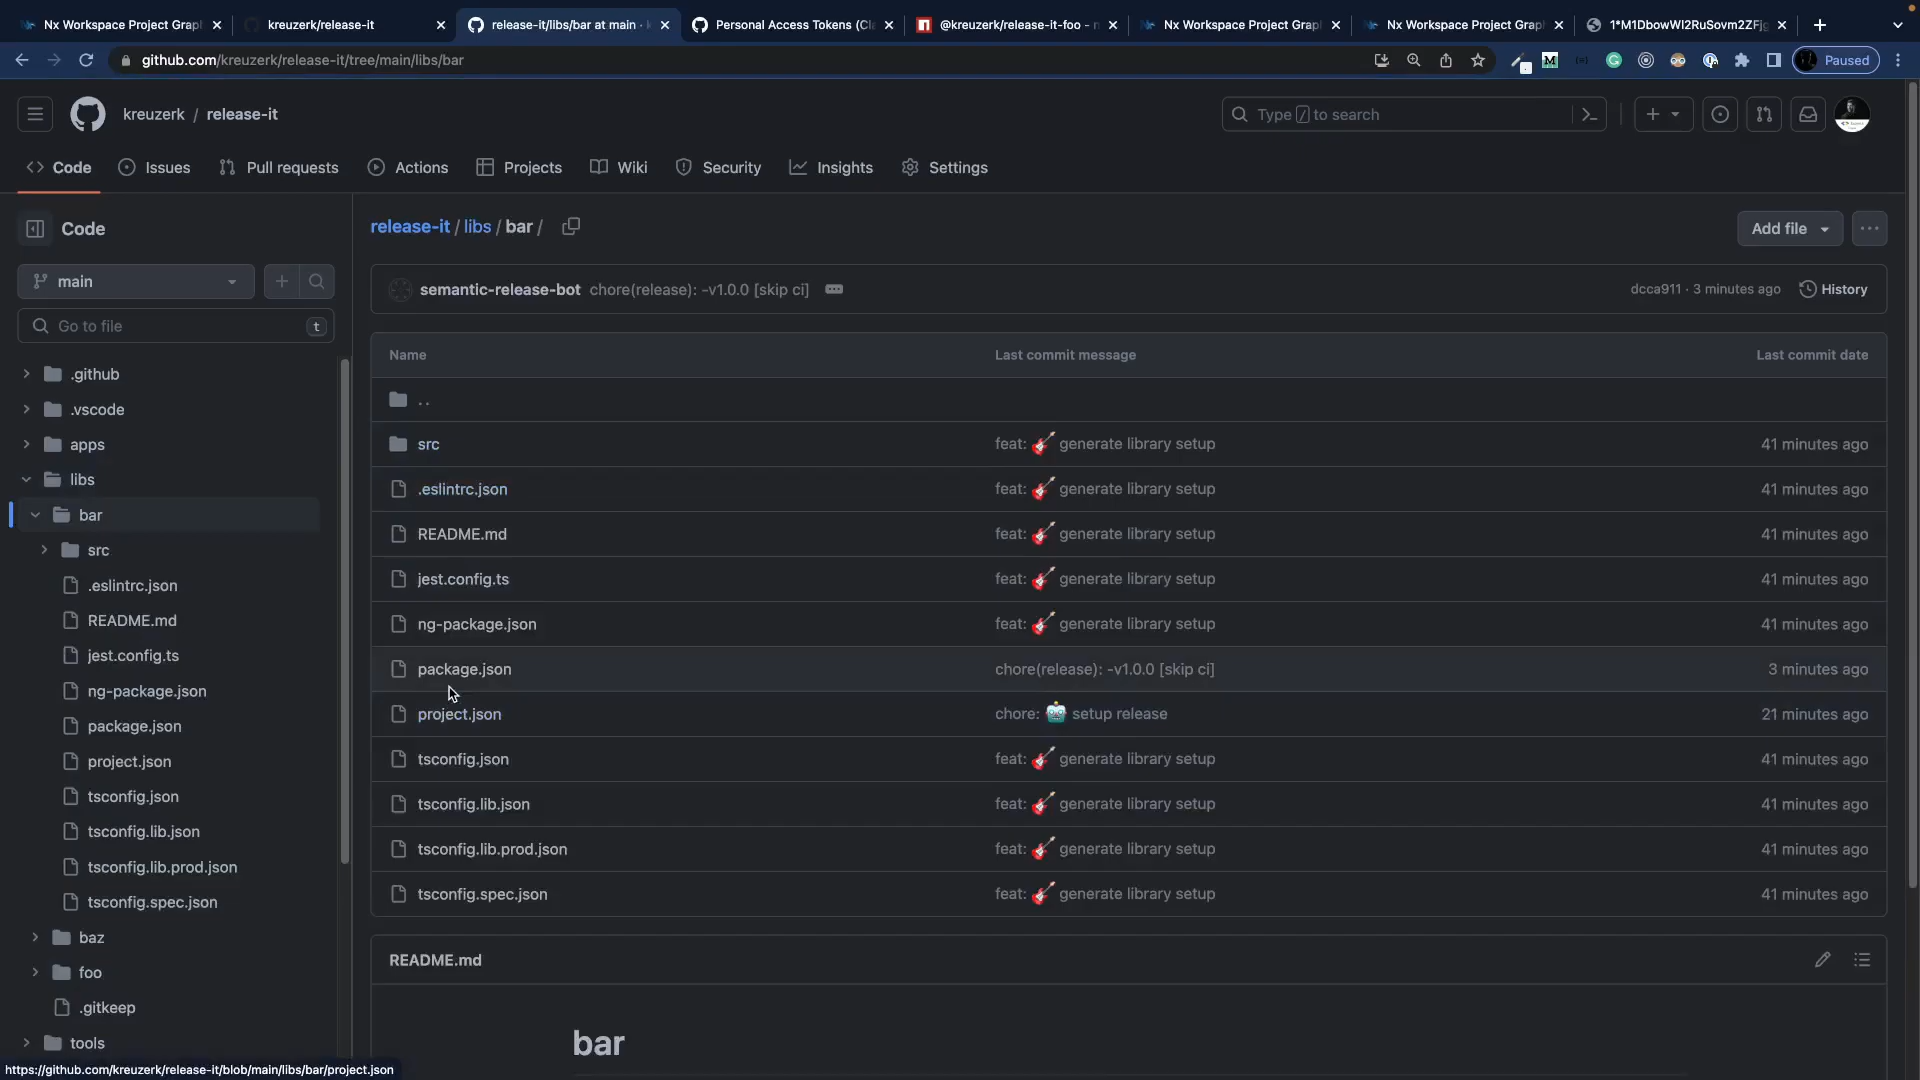 Nx Workspace Project Grap
kreuzerk/release-it
release-it/libs/bar at main ·
Personal Access Tokens (Cla
@kreuzerk/release-it-foo - n
Nx Workspace Project Grap
Nx Workspace Project Grap
github.com/kreuzerk/release-it/tree/main/libs/bar
Paused
kreuzerk / release-it
Type / to search
Code
Issues
Pull requests
Actions
Projects
Wiki
Security
Insights
Settings
Code
main
Go to file
t
.github
.vscode
apps
libs
bar
src
.eslintrc.json
README.md
jest.config.ts
ng-package.json
package.json
project.json
tsconfig.json
tsconfig.lib.json
tsconfig.lib.prod.json
tsconfig.spec.json
baz
foo
.gitkeep
tools
release-it / libs / bar /
Add file
semantic-release-bot chore(release): -v1.0.0 [skip ci]
dcca911 · 3 minutes ago
History
Name Last commit message Last commit date
..
src feat: 🎸 generate library setup 41 minutes ago
.eslintrc.json feat: 🎸 generate library setup 41 minutes ago
README.md feat: 🎸 generate library setup 41 minutes ago
jest.config.ts feat: 🎸 generate library setup 41 minutes ago
ng-package.json feat: 🎸 generate library setup 41 minutes ago
package.json chore(release): -v1.0.0 [skip ci] 3 minutes ago
project.json chore: 🤖 setup release 21 minutes ago
tsconfig.json feat: 🎸 generate library setup 41 minutes ago
tsconfig.lib.json feat: 🎸 generate library setup 41 minutes ago
tsconfig.lib.prod.json feat: 🎸 generate library setup 41 minutes ago
tsconfig.spec.json feat: 🎸 generate library setup 41 minutes ago
README.md
bar
https://github.com/kreuzerk/release-it/blob/main/libs/bar/project.json